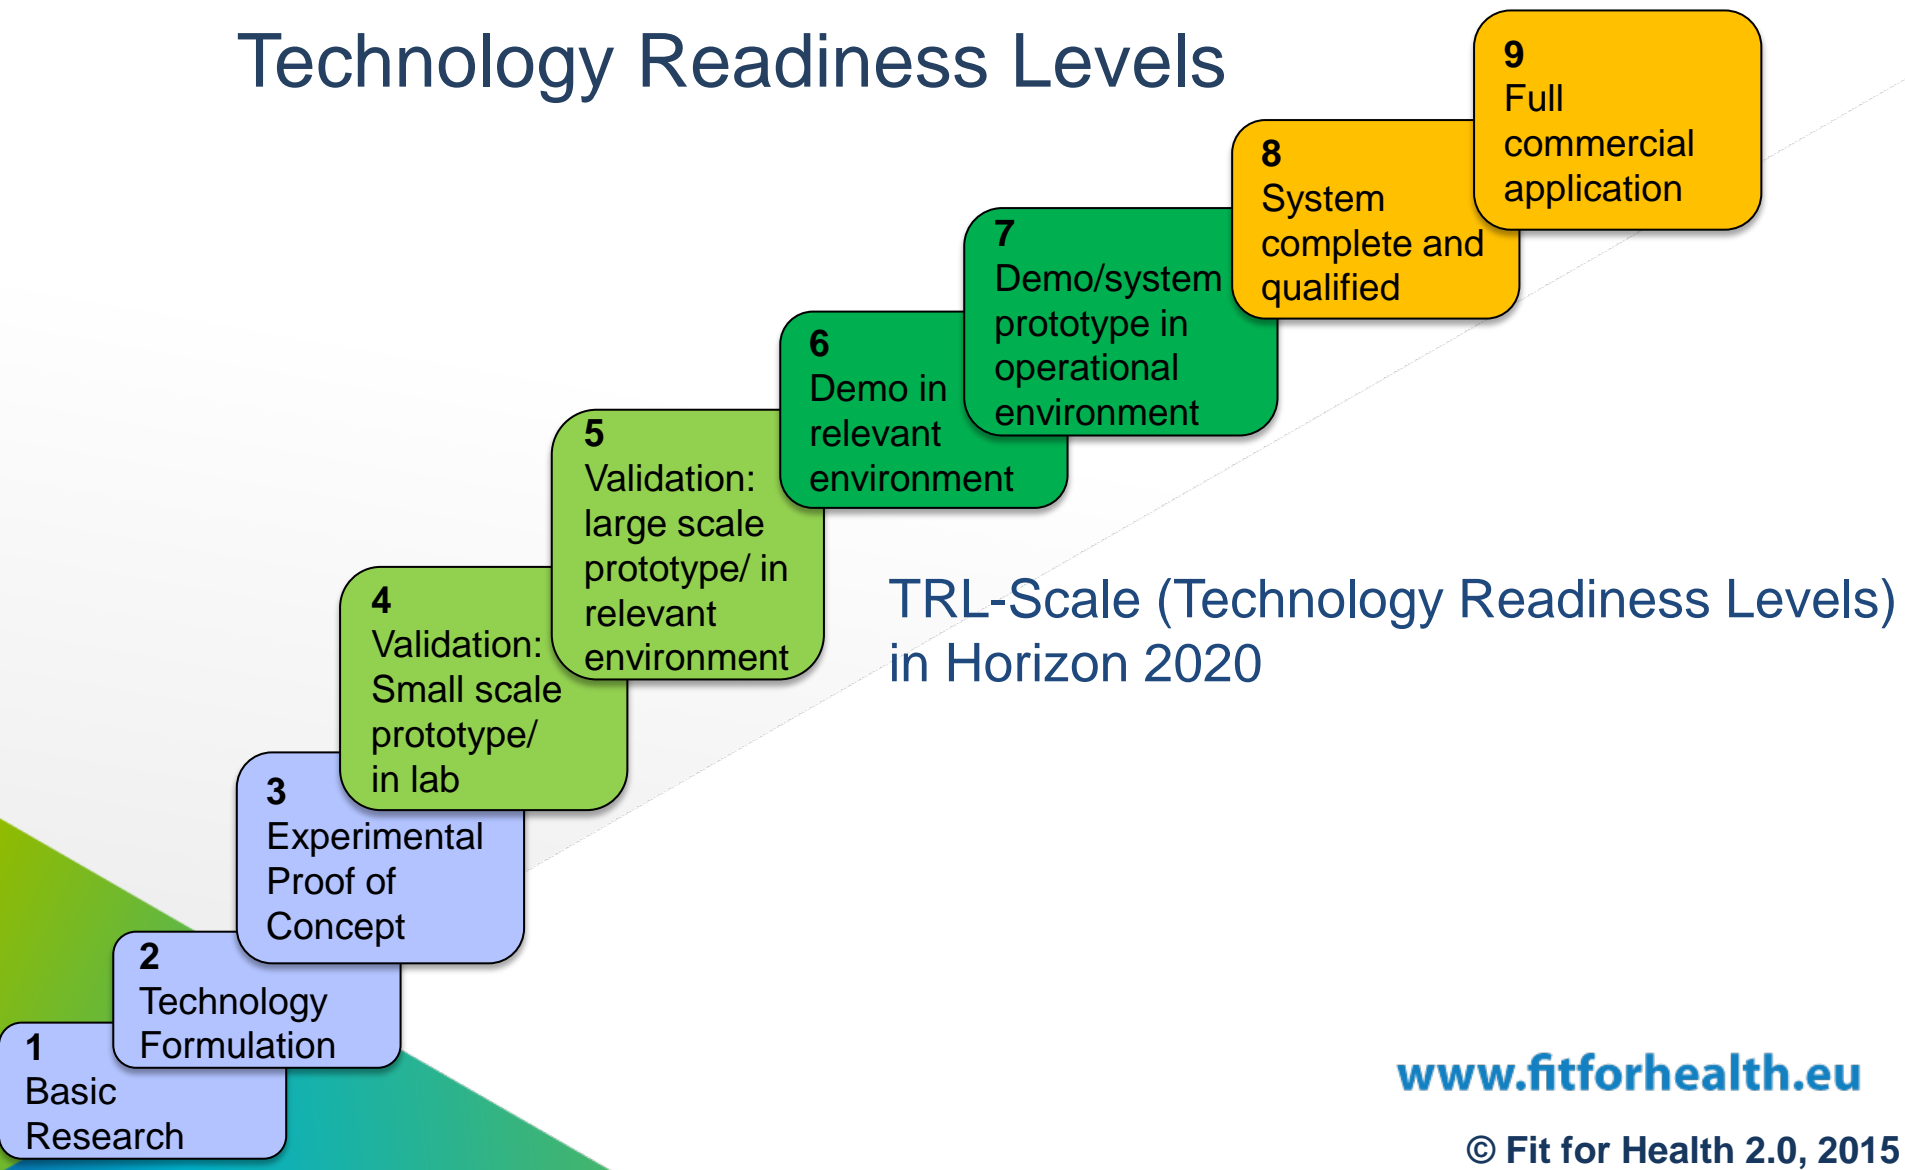 Technology Readiness Levels
9
Full
commercial
application
8
System
complete and
qualified
7
Demo/system
prototype in
operational
environment
6
Demo in
relevant
environment
5
Validation:
large scale
prototype/ in
relevant
environment
4
Validation:
Small scale
prototype/
in lab
3
Experimental
Proof of
Concept
2
Technology
Formulation
1
Basic
Research
TRL-Scale (Technology Readiness Levels)
in Horizon 2020
www.fitforhealth.eu
© Fit for Health 2.0, 2015